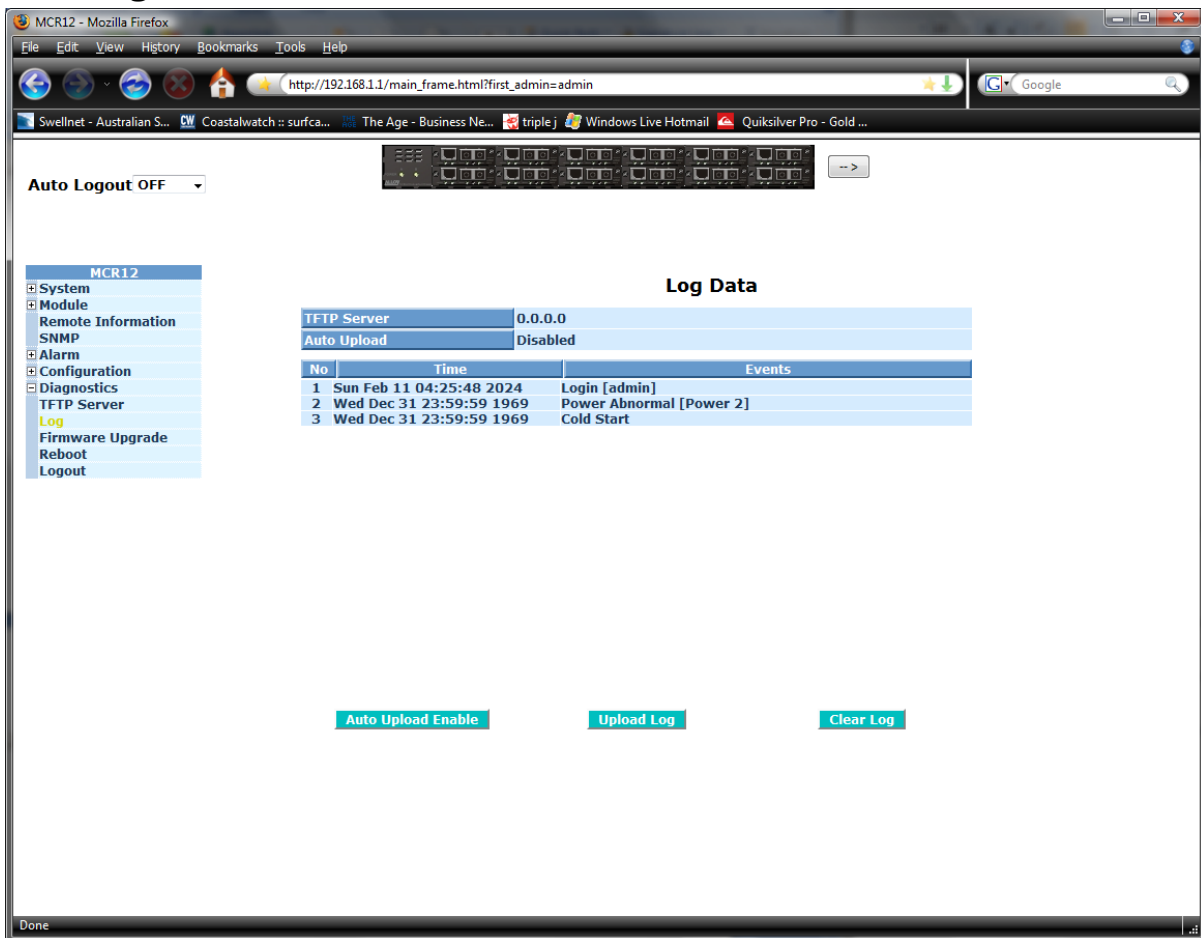 MCR12 - Mozilla Firefox
File Edit View History Bookmarks Tools Help
http://192.168.1.1/main_frame.html?first_admin=admin
G Google
Swellnet - Australian S... CW Coastalwatch :: surfca... The Age - Business Ne... triple j Windows Live Hotmail Quiksilver Pro - Gold ...
Auto Logout OFF
-->
MCR12
System
Module
Remote Information
SNMP
Alarm
Configuration
Diagnostics
TFTP Server
Log
Firmware Upgrade
Reboot
Logout
Log Data
TFTP Server 0.0.0.0
Auto Upload Disabled
No Time Events
1 Sun Feb 11 04:25:48 2024 Login [admin]
2 Wed Dec 31 23:59:59 1969 Power Abnormal [Power 2]
3 Wed Dec 31 23:59:59 1969 Cold Start
Auto Upload Enable Upload Log Clear Log
Done